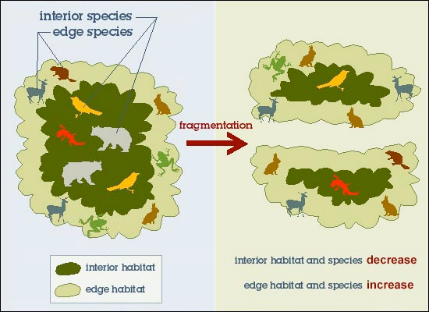 interior species
edge species
fragmentation
interior habitat
edge habitat
interior habitat and species decrease
edge habitat and species increase